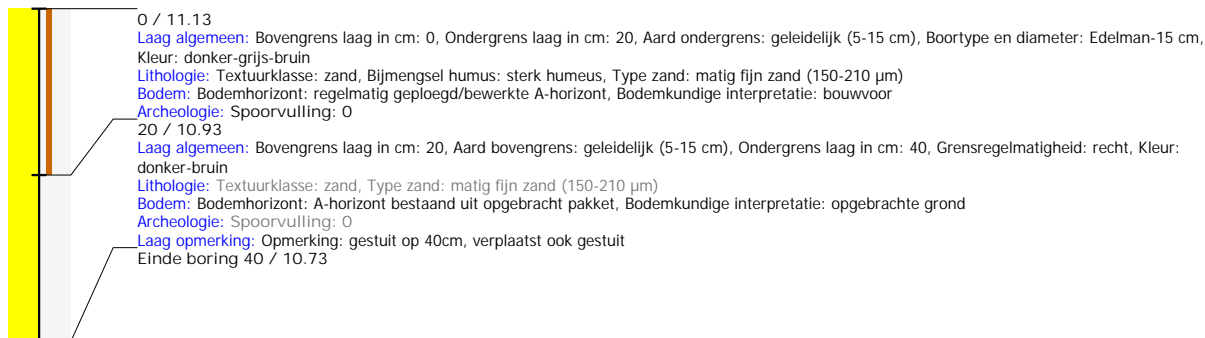 0 / 11.13
Laag algemeen: Bovengrens laag in cm: 0, Ondergrens laag in cm: 20, Aard ondergrens: geleidelijk (5-15 cm), Boortype en diameter: Edelman-15 cm,
Kleur: donker-grijs-bruin
Lithologie: Textuurklasse: zand, Bijmengsel humus: sterk humeus, Type zand: matig fijn zand (150-210 µm)
Bodem: Bodemhorizont: regelmatig geploegd/bewerkte A-horizont, Bodemkundige interpretatie: bouwvoor
Archeologie: Spoorvulling: 0
20 / 10.93
Laag algemeen: Bovengrens laag in cm: 20, Aard bovengrens: geleidelijk (5-15 cm), Ondergrens laag in cm: 40, Grensregelmatigheid: recht, Kleur:
donker-bruin
Lithologie: Textuurklasse: zand, Type zand: matig fijn zand (150-210 µm)
Bodem: Bodemhorizont: A-horizont bestaand uit opgebracht pakket, Bodemkundige interpretatie: opgebrachte grond
Archeologie: Spoorvulling: 0
Laag opmerking: Opmerking: gestuit op 40cm, verplaatst ook gestuit
Einde boring 40 / 10.73